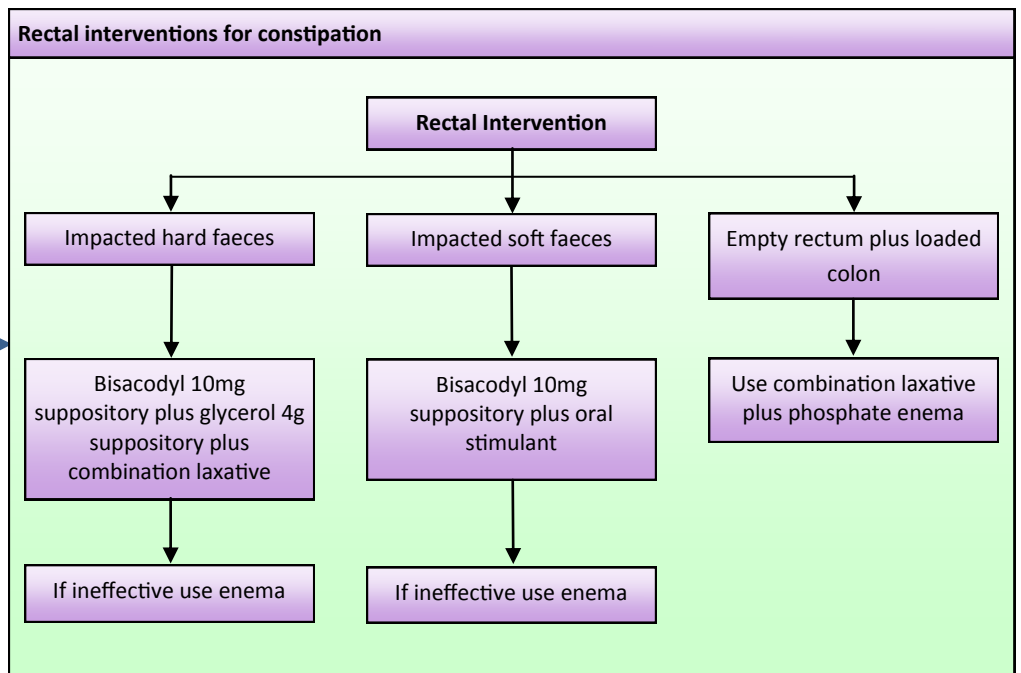 Rectal interventions for constipation
Rectal Intervention
Impacted hard faeces
Impacted soft faeces
Empty rectum plus loaded
colon
Bisacodyl 10mg
suppository plus glycerol 4g
suppository plus
combination laxative
Bisacodyl 10mg
suppository plus oral
stimulant
Use combination laxative
plus phosphate enema
If ineffective use enema
If ineffective use enema